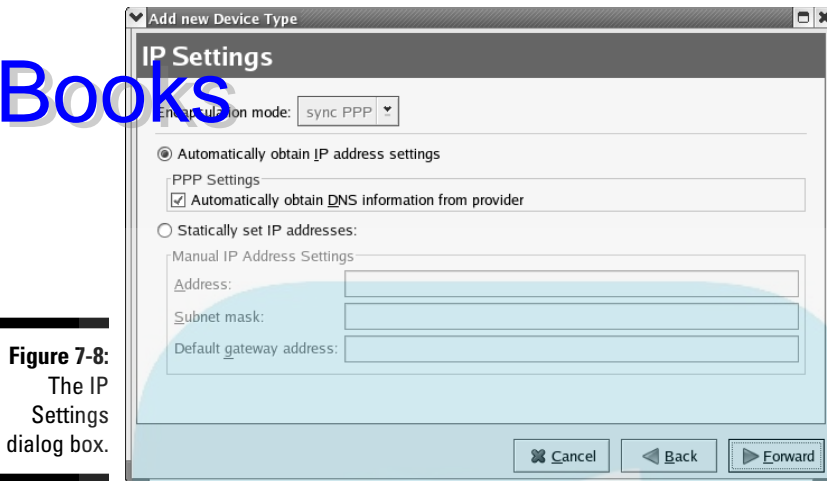 Add new Device Type
IP Settings
Books
Encapsulation mode: sync PPP
Automatically obtain IP address settings
PPP Settings
Automatically obtain DNS information from provider
Statically set IP addresses:
Manual IP Address Settings
Address:
Subnet mask:
Default gateway address:
Cancel
Back
Forward
Figure 7-8:
The IP
Settings
dialog box.